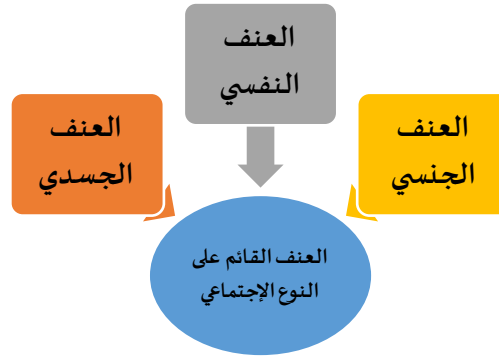 العنف
النفسي
العنف
الجنسي
العنف
الجسدي
العنف القائم على
النوع الإجتماعي